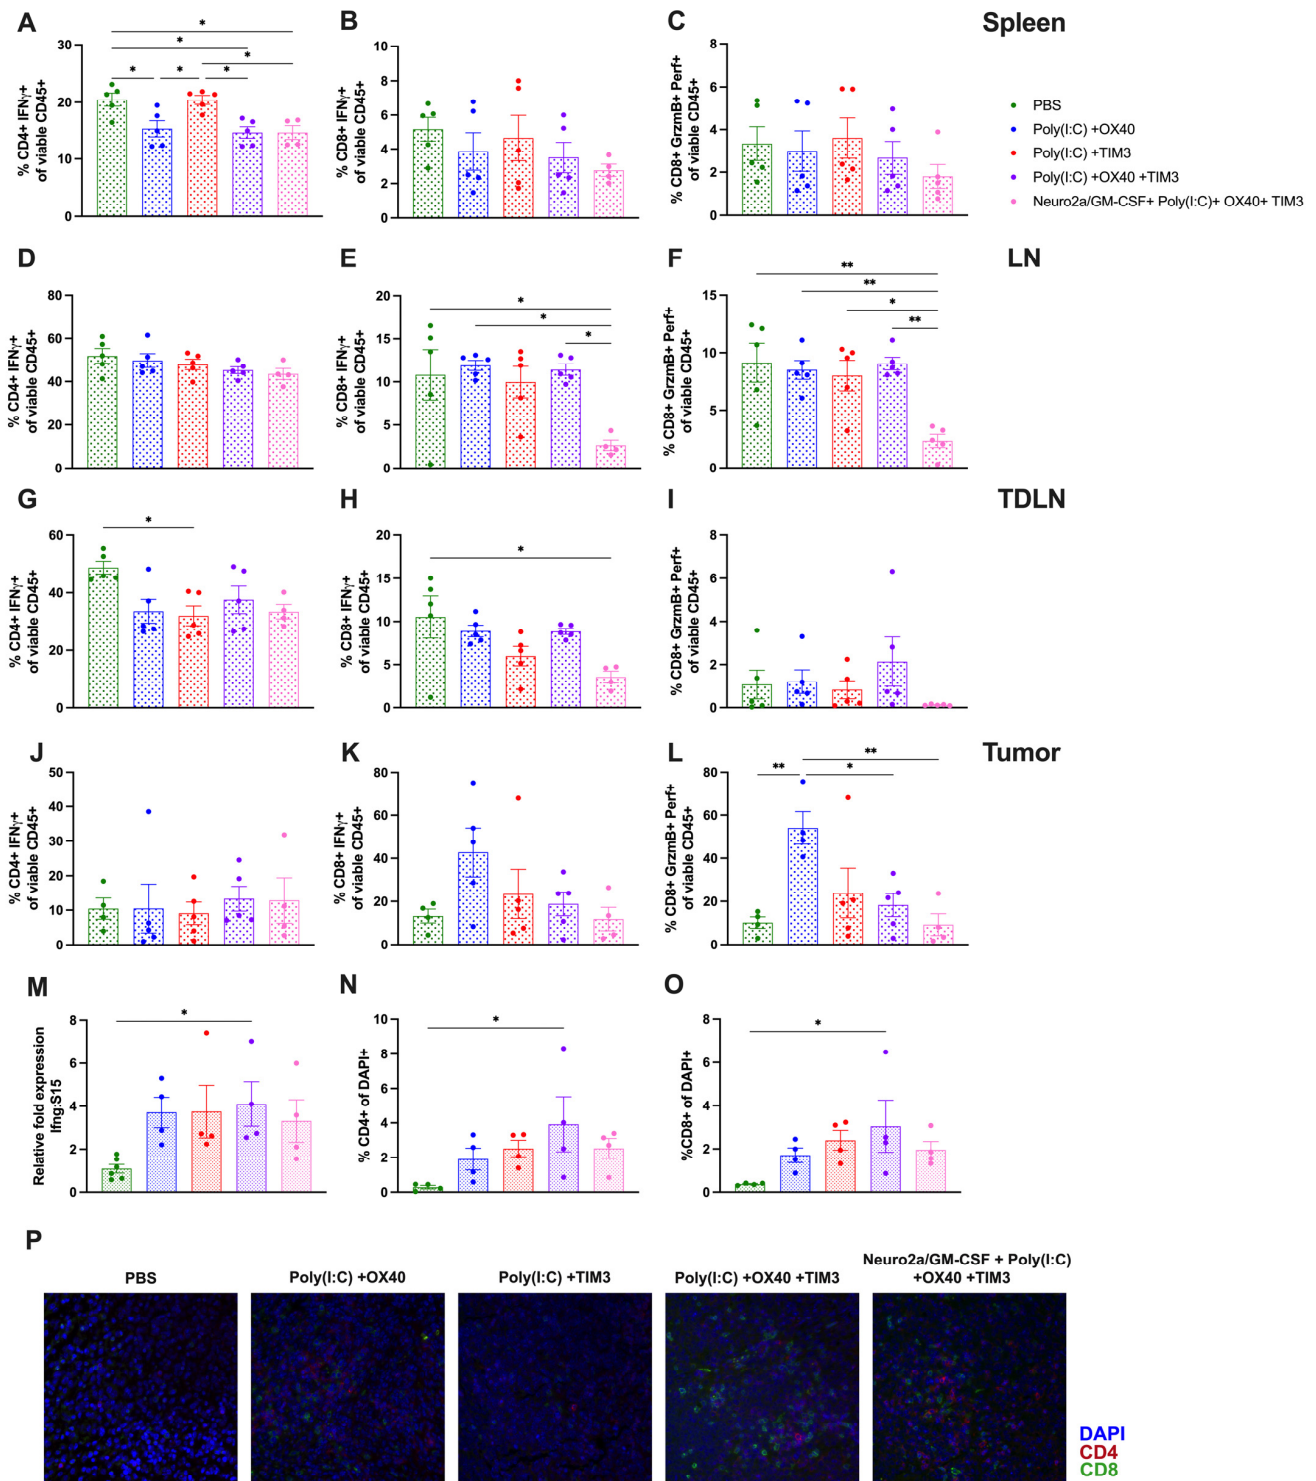 A
B
C
Spleen
% CD4+ IFNγ+
of viable CD45+
30
20
10
0
* * * * * * *
% CD8+ IFNγ+
of viable CD45+
10
8
6
4
2
0
% CD8+ GrzmB+ Perf+
of viable CD45+
8
6
4
2
0
PBS
Poly(I:C) +OX40
Poly(I:C) +TIM3
Poly(I:C) +OX40 +TIM3
Neuro2a/GM-CSF+ Poly(I:C)+ OX40+ TIM3
D
E
F
LN
% CD4+ IFNγ+
of viable CD45+
80
60
40
20
0
% CD8+ IFNγ+
of viable CD45+
20
15
10
5
0
* * *
% CD8+ GrzmB+ Perf+
of viable CD45+
15
10
5
0
** ** * **
G
H
I
TDLN
% CD4+ IFNγ+
of viable CD45+
60
40
20
0
*
% CD8+ IFNγ+
of viable CD45+
20
15
10
5
0
*
% CD8+ GrzmB+ Perf+
of viable CD45+
8
6
4
2
0
J
K
L
Tumor
% CD4+ IFNγ+
of viable CD45+
50
40
30
20
10
0
% CD8+ IFNγ+
of viable CD45+
80
60
40
20
0
% CD8+ GrzmB+ Perf+
of viable CD45+
80
60
40
20
0
** ** *
M
N
O
Relative fold expression
Ifng:S15
8
6
4
2
0
*
% CD4+ of DAPI+
10
8
6
4
2
0
*
%CD8+ of DAPI+
8
6
4
2
0
*
P
PBS
Poly(I:C) +OX40
Poly(I:C) +TIM3
Poly(I:C) +OX40 +TIM3
Neuro2a/GM-CSF + Poly(I:C)
+OX40 +TIM3
DAPI
CD4
CD8